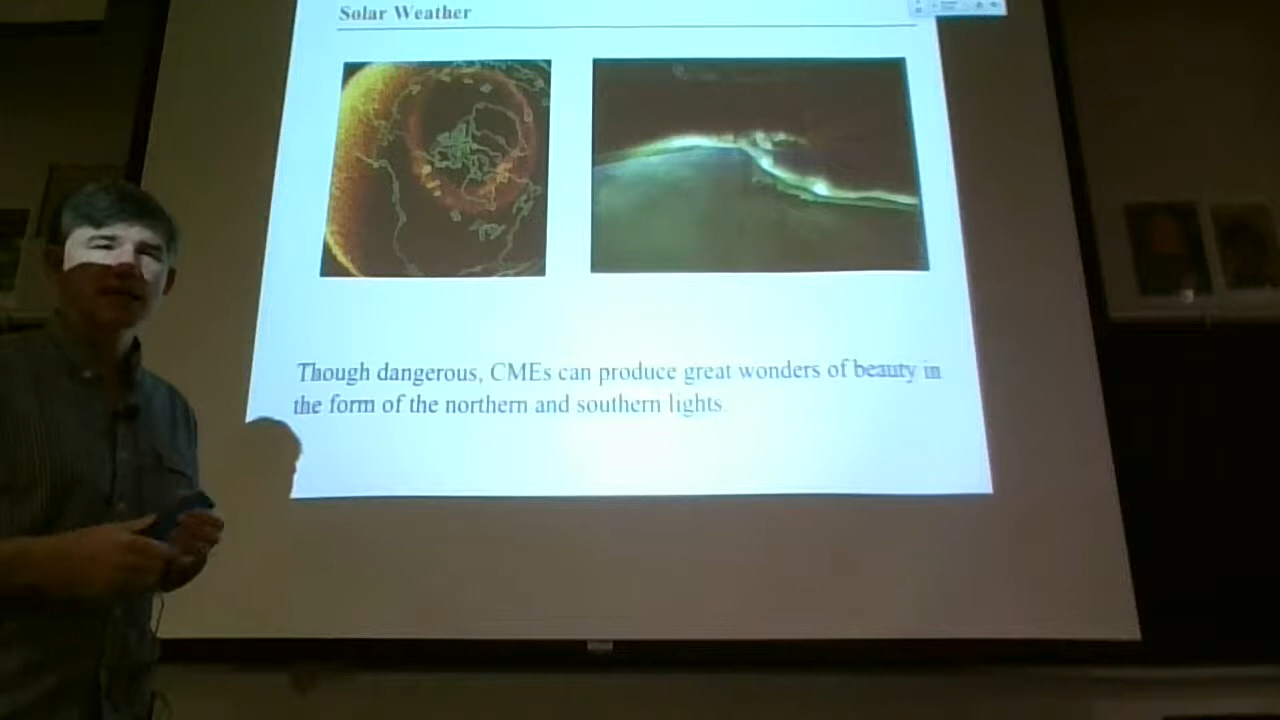 Solar Weather
Though dangerous, CMEs can produce great wonders of beauty in
the form of the northern and southern lights.